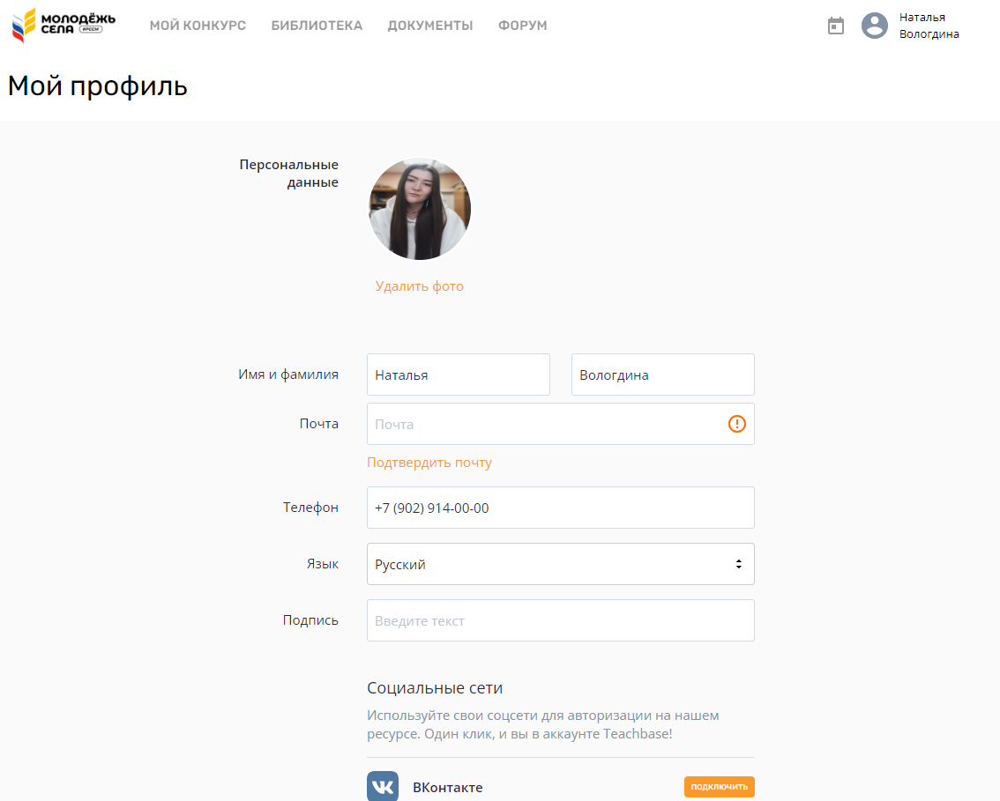 МОЛОДЁЖЬ
СЕЛА #РССМ
МОЙ КОНКУРС БИБЛИОТЕКА ДОКУМЕНТЫ ФОРУМ
Наталья
Вологдина
Мой профиль
Персональные
данные
Удалить фото
Имя и фамилия Наталья Вологдина
Почта Почта
Подтвердить почту
Телефон +7 (902) 914-00-00
Язык Русский
Подпись Введите текст
Социальные сети
Используйте свои соцсети для авторизации на нашем
ресурсе. Один клик, и вы в аккаунте Teachbase!
ВКонтакте ПОДКЛЮЧИТЬ